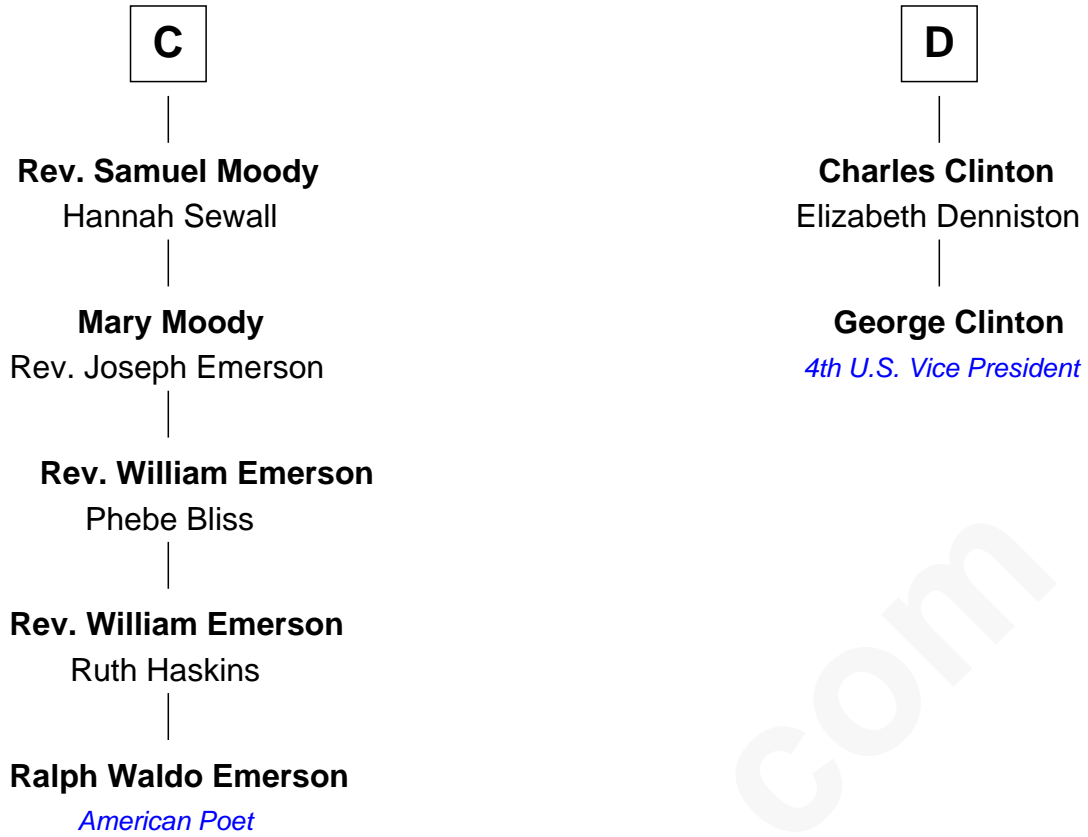 C
Rev. Samuel Moody
Hannah Sewall
Mary Moody
Rev. Joseph Emerson
Rev. William Emerson
Phebe Bliss
Rev. William Emerson
Ruth Haskins
Ralph Waldo Emerson
American Poet
D
Charles Clinton
Elizabeth Denniston
George Clinton
4th U.S. Vice President
com